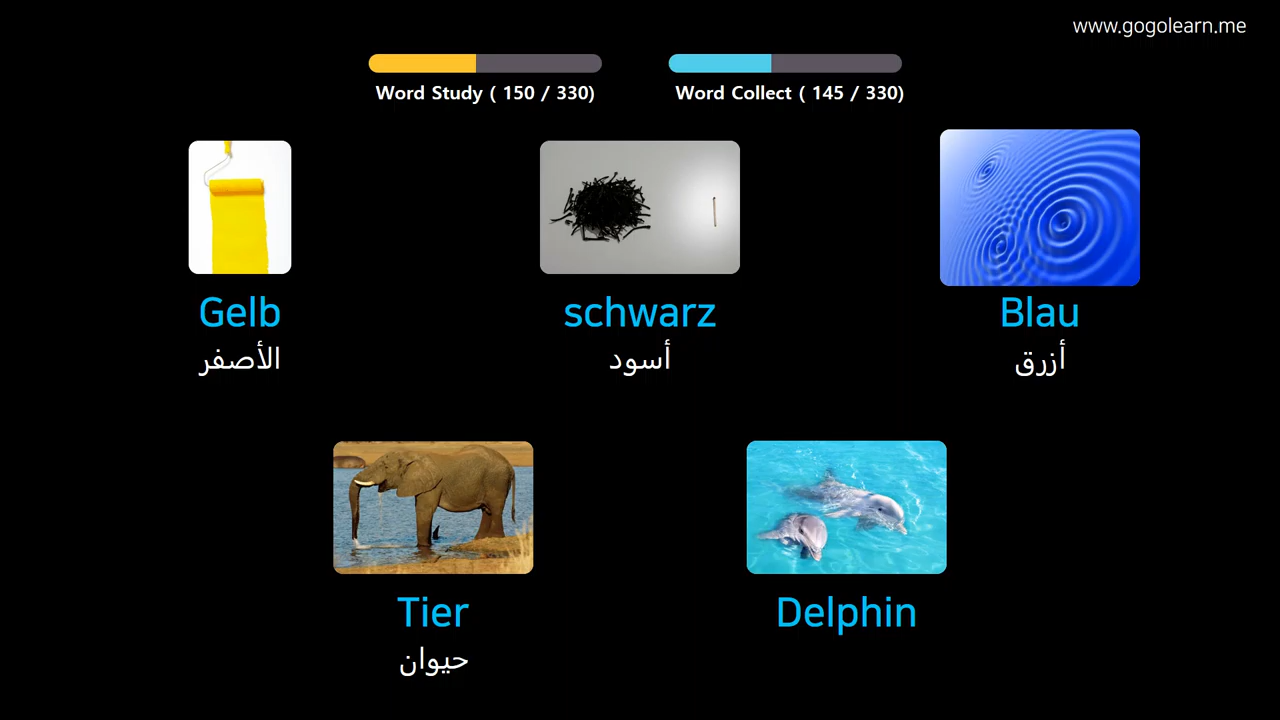 www.gogolearn.me
Word Study ( 150 / 330)
Word Collect ( 145 / 330)
Gelb
الأصفر
schwarz
أسود
Blau
أزرق
Tier
حيوان
Delphin